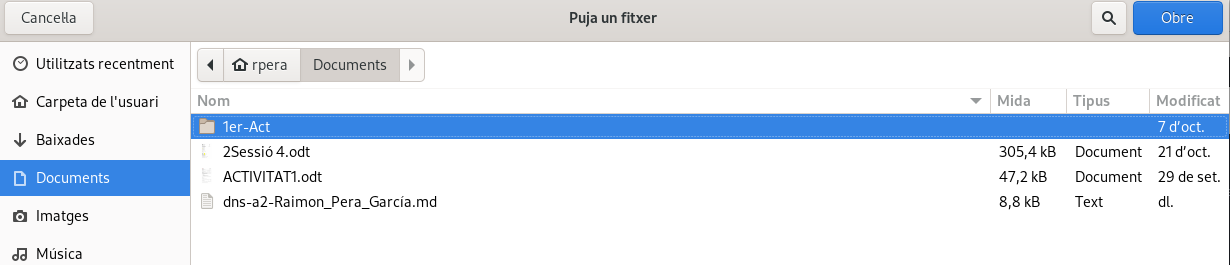 Cancel·la Puja un fitxer Obre
Utilitzats recentment
Carpeta de l'usuari
Baixades
Documents
Imatges
Música
rpera Documents
Nom Mida Tipus Modificat
1er-Act 7 d’oct.
2Sessió 4.odt 305,4 kB Document 21 d’oct.
ACTIVITAT1.odt 47,2 kB Document 29 de set.
dns-a2-Raimon_Pera_García.md 8,8 kB Text dl.